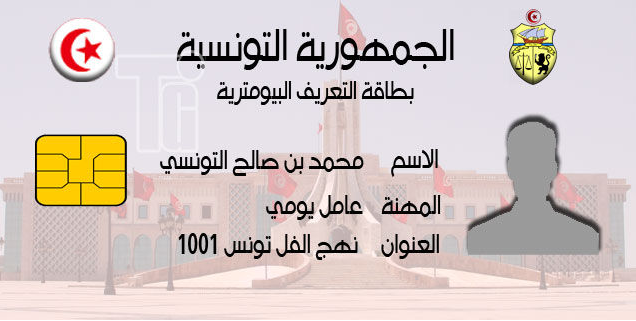 الجمهورية التونسية
بطاقة التعريف البيومترية
الاسم محمد بن صالح التونسي
المهنة عامل يومي
العنوان نهج الفل تونس 1001